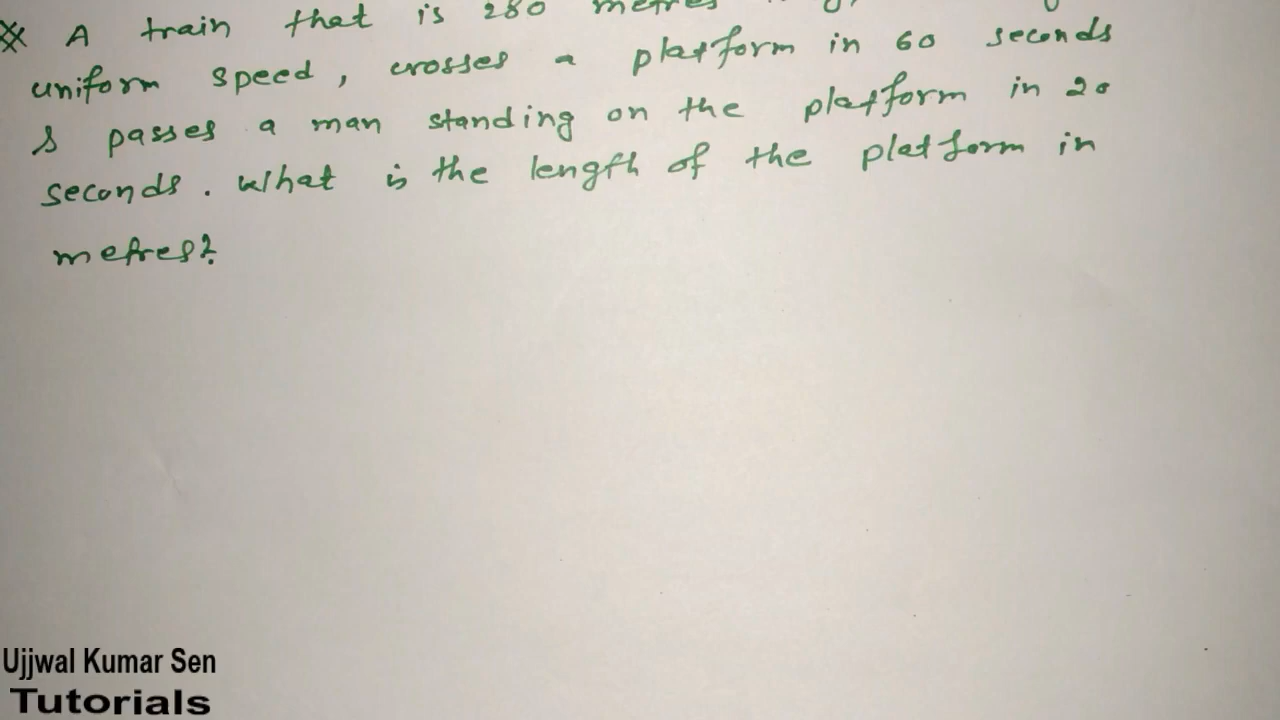 ※ A train that is 280 metres
uniform speed, crosses a platform in 60 seconds
& passes a man standing on the platform in 20
seconds. What is the length of the platform in
metres?
Ujjwal Kumar Sen
Tutorials